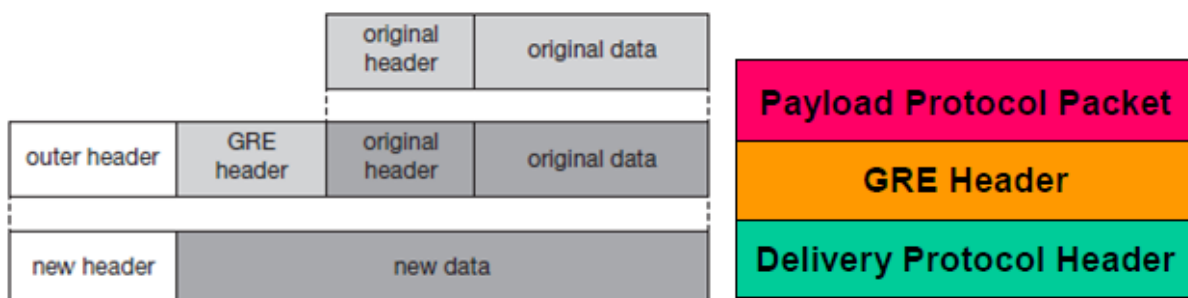 original
header
original data
outer header
GRE
header
original
header
original data
new header
new data
Payload Protocol Packet
GRE Header
Delivery Protocol Header